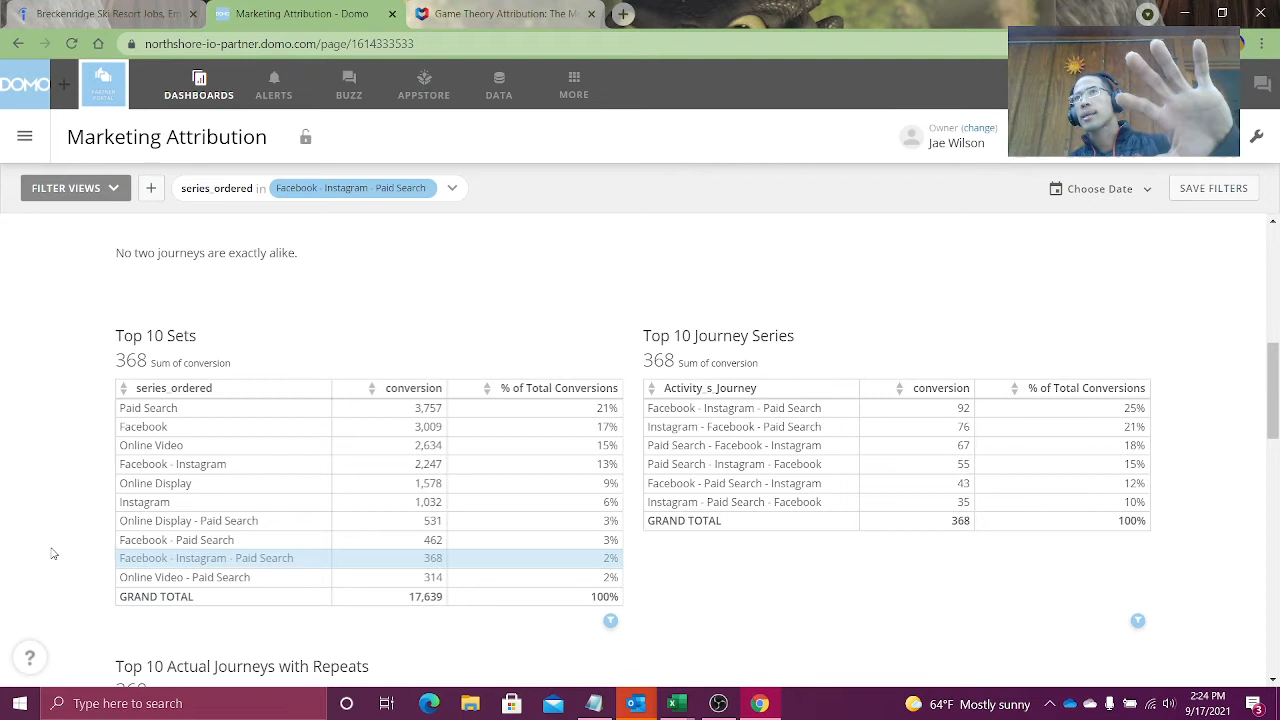 Breckenridge Ski Resort Condos
Marketing Attribution - Domo
Game Theory Attribution: The M
northshore-io-partner.domo.com/page/1614333533
DOMO
PARTNER PORTAL
DASHBOARDS
ALERTS
BUZZ
APPSTORE
DATA
MORE
Marketing Attribution
Owner (change)
Jae Wilson
FILTER VIEWS
series_ordered in Facebook - Instagram - Paid Search
Choose Date
SAVE FILTERS
No two journeys are exactly alike.
Top 10 Sets
368 Sum of conversion
series_ordered conversion % of Total Conversions
Paid Search 3,757 21%
Facebook 3,009 17%
Online Video 2,634 15%
Facebook - Instagram 2,247 13%
Online Display 1,578 9%
Instagram 1,032 6%
Online Display - Paid Search 531 3%
Facebook - Paid Search 462 3%
Facebook - Instagram - Paid Search 368 2%
Online Video - Paid Search 314 2%
GRAND TOTAL 17,639 100%
Top 10 Journey Series
368 Sum of conversion
Activity_s_Journey conversion % of Total Conversions
Facebook - Instagram - Paid Search 92 25%
Instagram - Facebook - Paid Search 76 21%
Paid Search - Facebook - Instagram 67 18%
Paid Search - Instagram - Facebook 55 15%
Facebook - Paid Search - Instagram 43 12%
Instagram - Paid Search - Facebook 35 10%
GRAND TOTAL 368 100%
Top 10 Actual Journeys with Repeats
?
Type here to search
64°F Mostly sunny
2:24 PM
9/17/2021
3